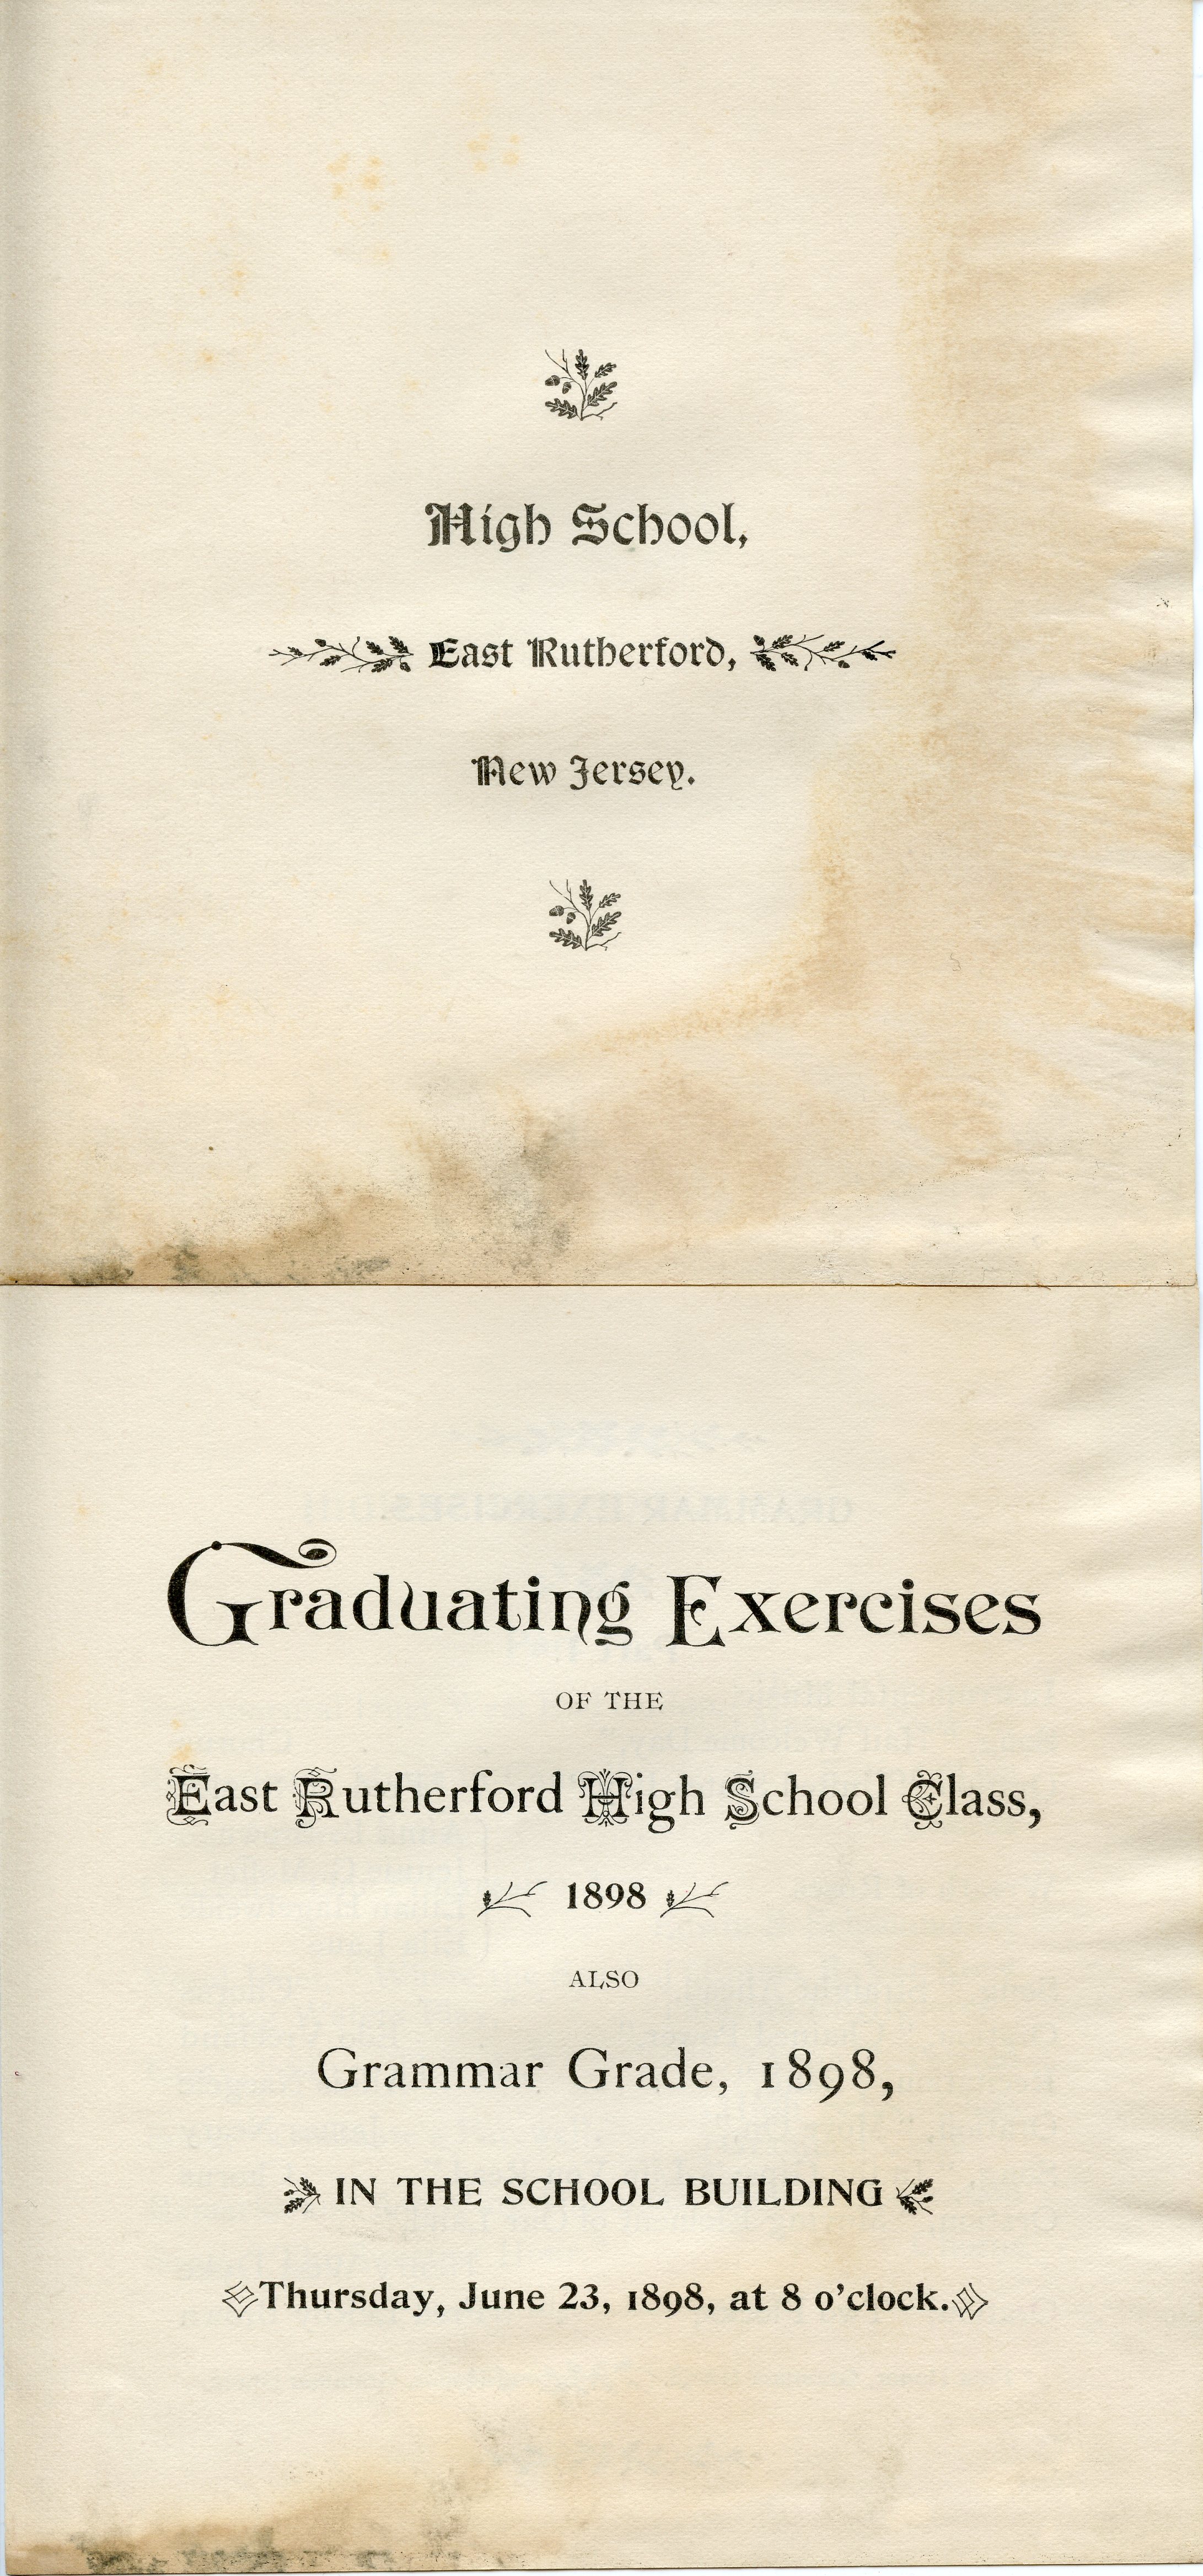 High School,
East Rutherford,
New Jersey.
Graduating Exercises
OF THE
East Rutherford High School Class,
1898
ALSO
Grammar Grade, 1898,
IN THE SCHOOL BUILDING
Thursday, June 23, 1898, at 8 o'clock.